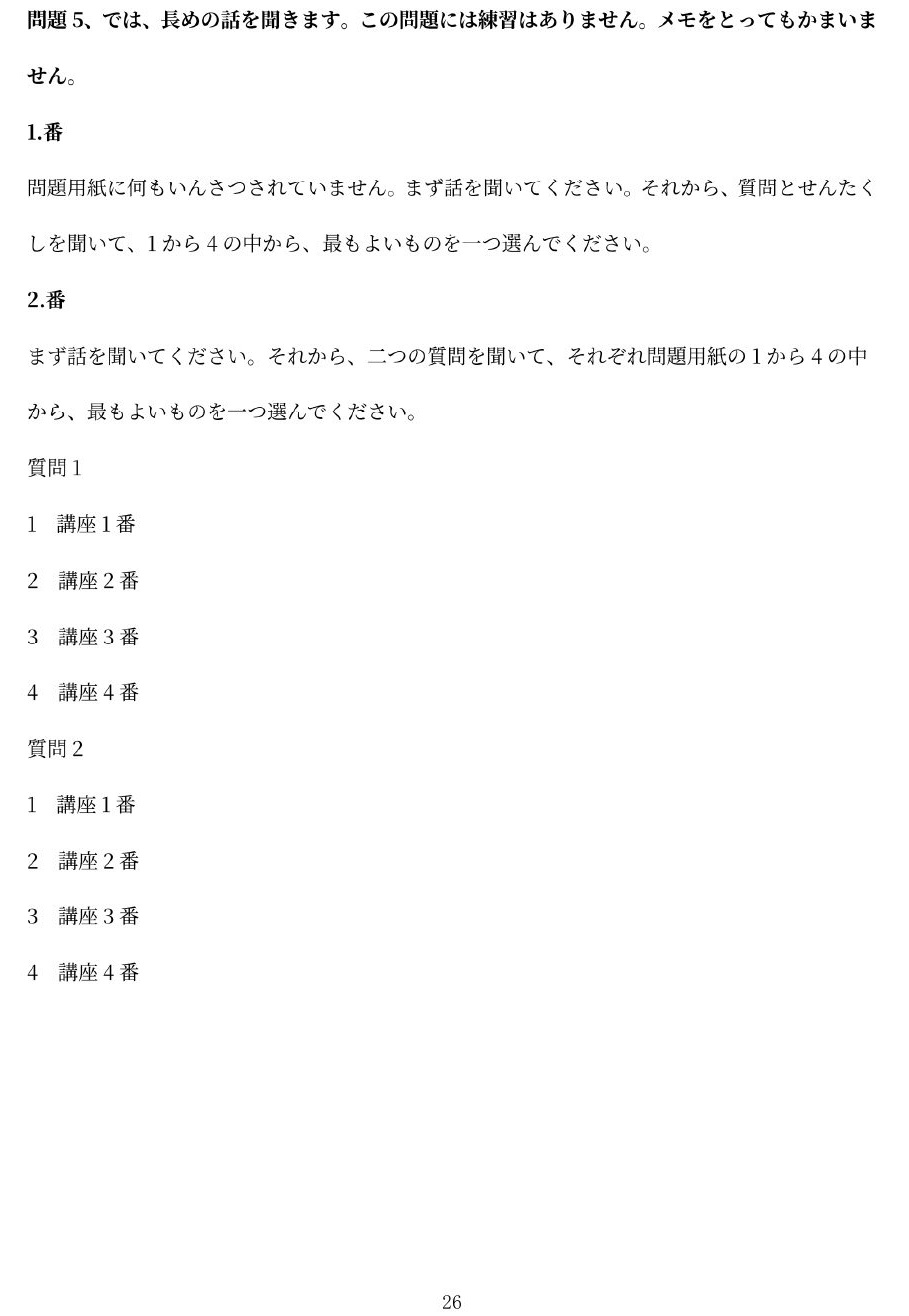 問題 5、では、長めの話を聞きます。この問題には練習はありません。メモをとってもかまいま
せん。
1.番
問題用紙に何もいんさつされていません。まず話を聞いてください。それから、質問とせんたく
しを聞いて、1 から 4 の中から、最もよいものを一つ選んでください。
2.番
まず話を聞いてください。それから、二つの質問を聞いて、それぞれ問題用紙の 1 から 4 の中
から、最もよいものを一つ選んでください。
質問 1
1　講座 1 番
2　講座 2 番
3　講座 3 番
4　講座 4 番
質問 2
1　講座 1 番
2　講座 2 番
3　講座 3 番
4　講座 4 番
26